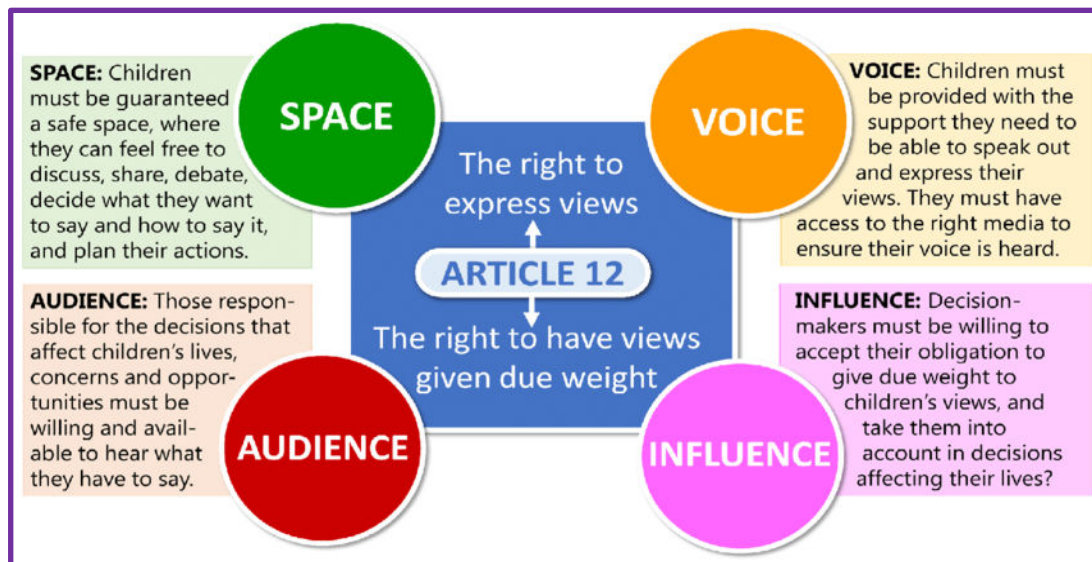 SPACE: Children
must be guaranteed
a safe space, where
they can feel free to
discuss, share, debate,
decide what they want
to say and how to say it,
and plan their actions.
SPACE
The right to
express views
VOICE
VOICE: Children must
be provided with the
support they need to
be able to speak out
and express their
views. They must have
access to the right media to
ensure their voice is heard.
ARTICLE 12
AUDIENCE: Those respon-
sible for the decisions that
affect children’s lives,
concerns and oppor-
tunities must be
willing and avail-
able to hear what
they have to say.
AUDIENCE
The right to have views
given due weight
INFLUENCE
INFLUENCE: Decision-
makers must be willing to
accept their obligation to
give due weight to
children’s views, and
take them into
account in decisions
affecting their lives?